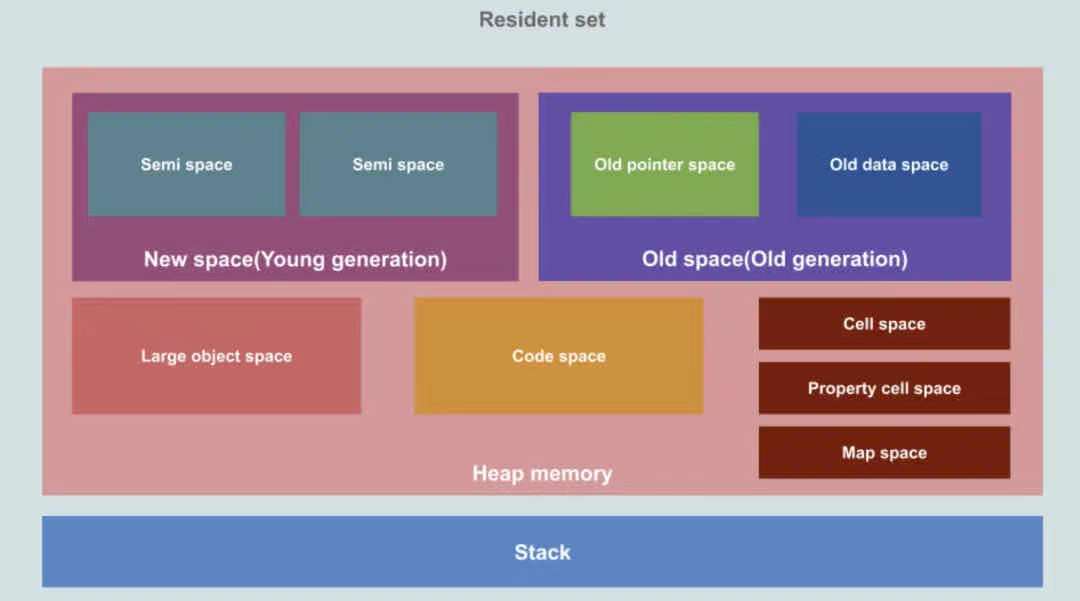 Resident set
Semi space
Semi space
Old pointer space
Old data space
New space(Young generation)
Old space(Old generation)
Large object space
Code space
Cell space
Property cell space
Map space
Heap memory
Stack